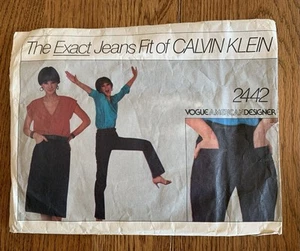 The Exact Jeans Fit of CALVIN KLEIN
2442
VOGUE AMERICAN DESIGNER